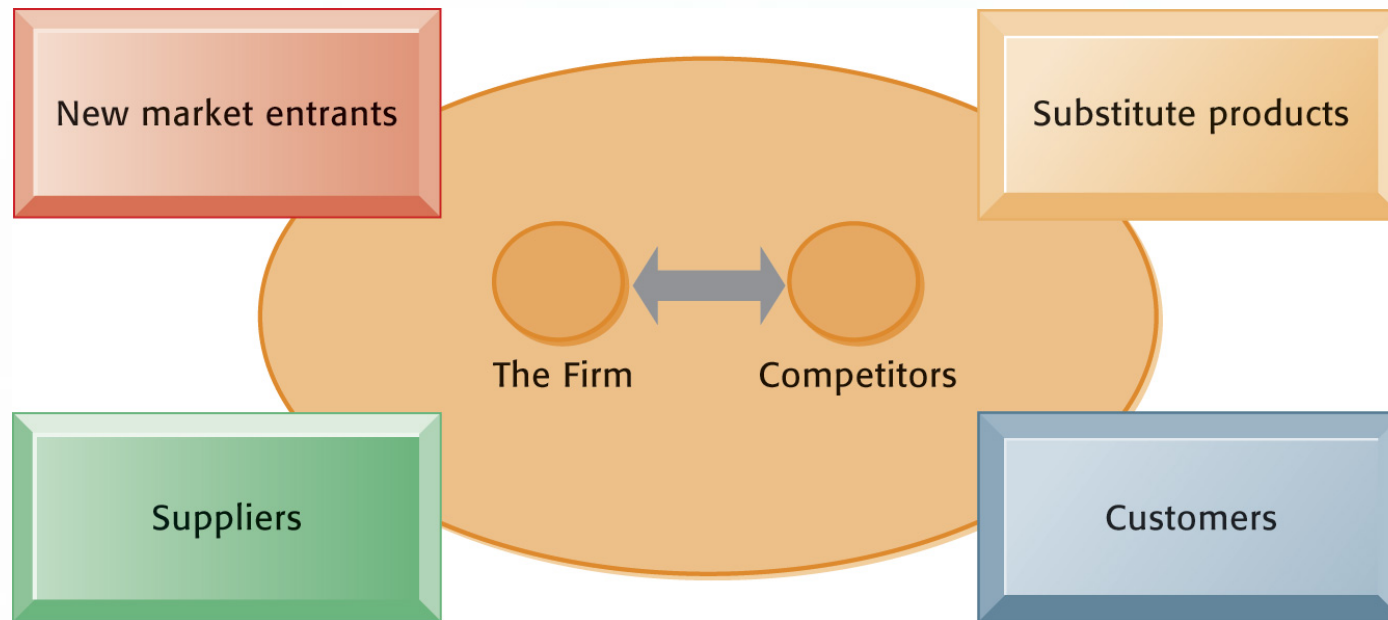 New market entrants
Substitute products
The Firm
Competitors
Suppliers
Customers